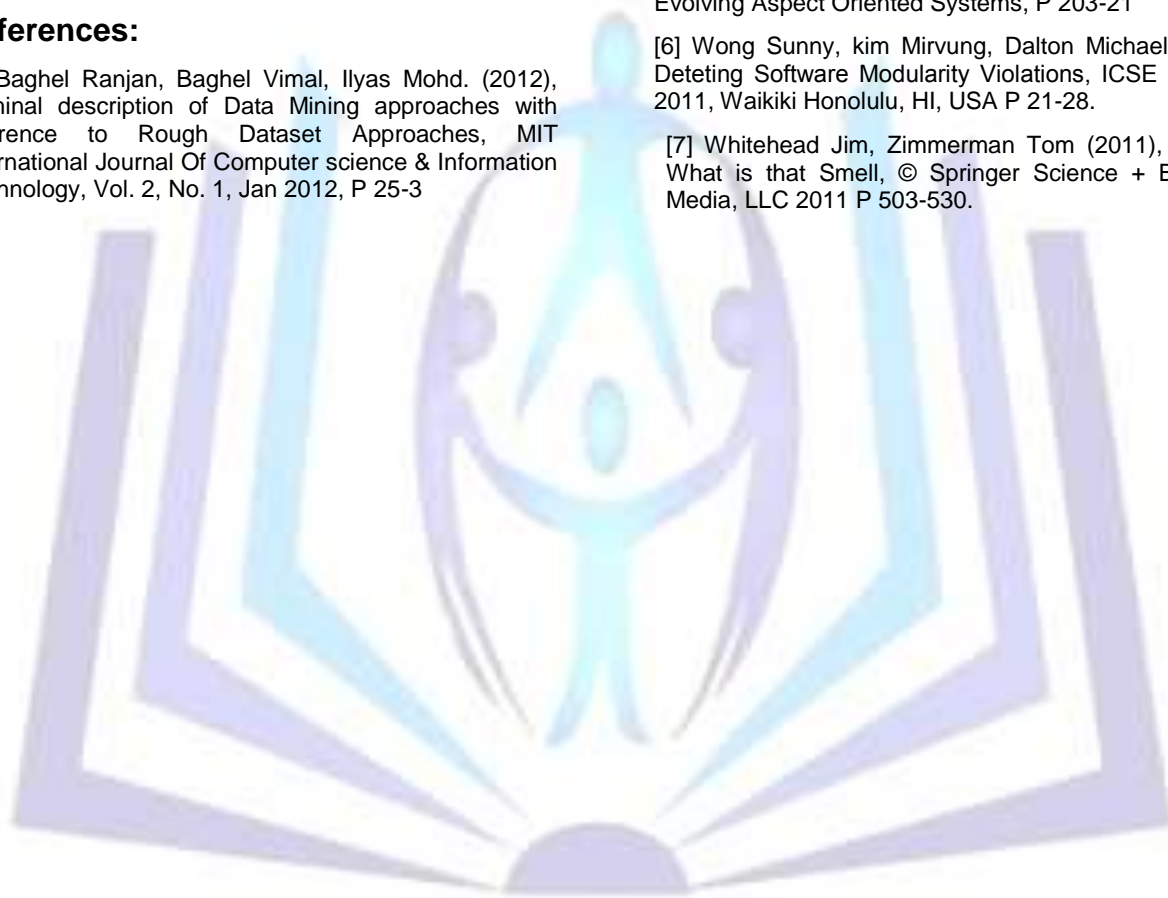 ferences:
Baghel Ranjan, Baghel Vimal, Ilyas Mohd. (2012),
ninal description of Data Mining approaches with
rence to Rough Dataset Approaches, MIT
rnational Journal Of Computer science & Information
hnology, Vol. 2, No. 1, Jan 2012, P 25-3
Evolving Aspect Oriented Systems, P 203-21
[6] Wong Sunny, kim Mirvung, Dalton Michael
Deteting Software Modularity Violations, ICSE
2011, Waikiki Honolulu, HI, USA P 21-28.
[7] Whitehead Jim, Zimmerman Tom (2011),
What is that Smell, © Springer Science +
Media, LLC 2011 P 503-530.